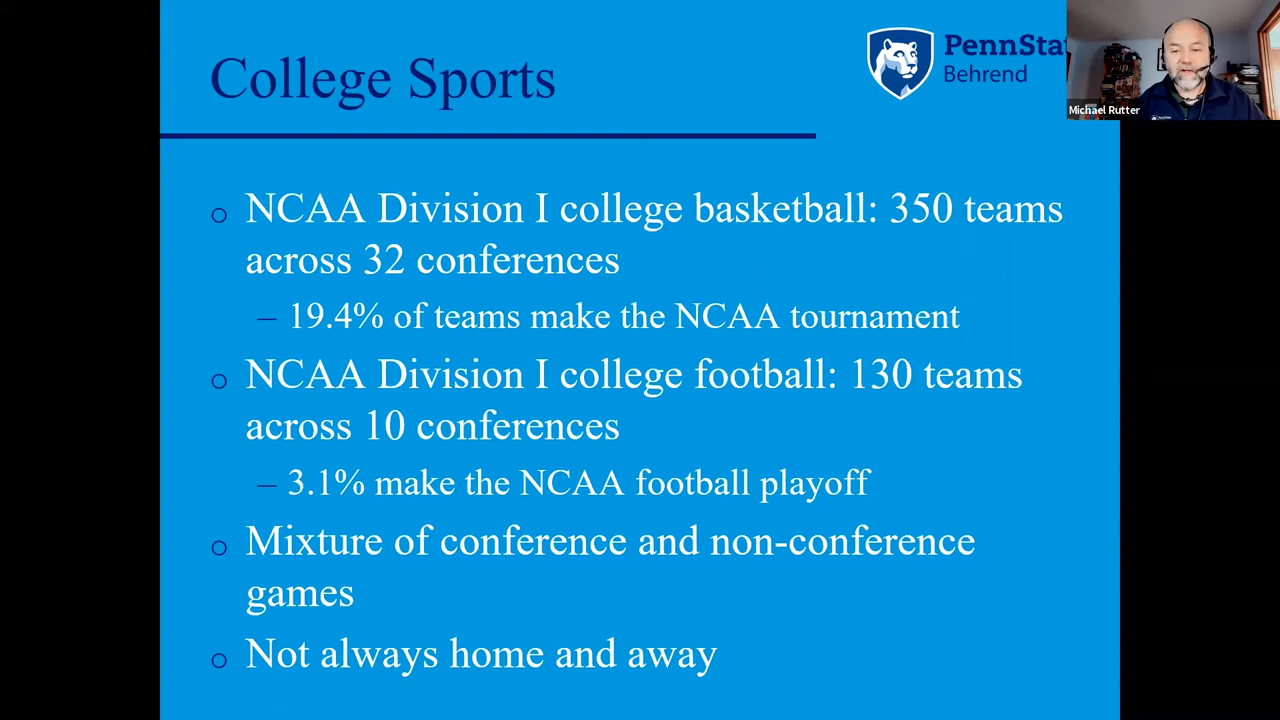 College Sports
PennStat
Behrend
Michael Rutter
o NCAA Division I college basketball: 350 teams
across 32 conferences
– 19.4% of teams make the NCAA tournament
o NCAA Division I college football: 130 teams
across 10 conferences
– 3.1% make the NCAA football playoff
o Mixture of conference and non-conference
games
o Not always home and away